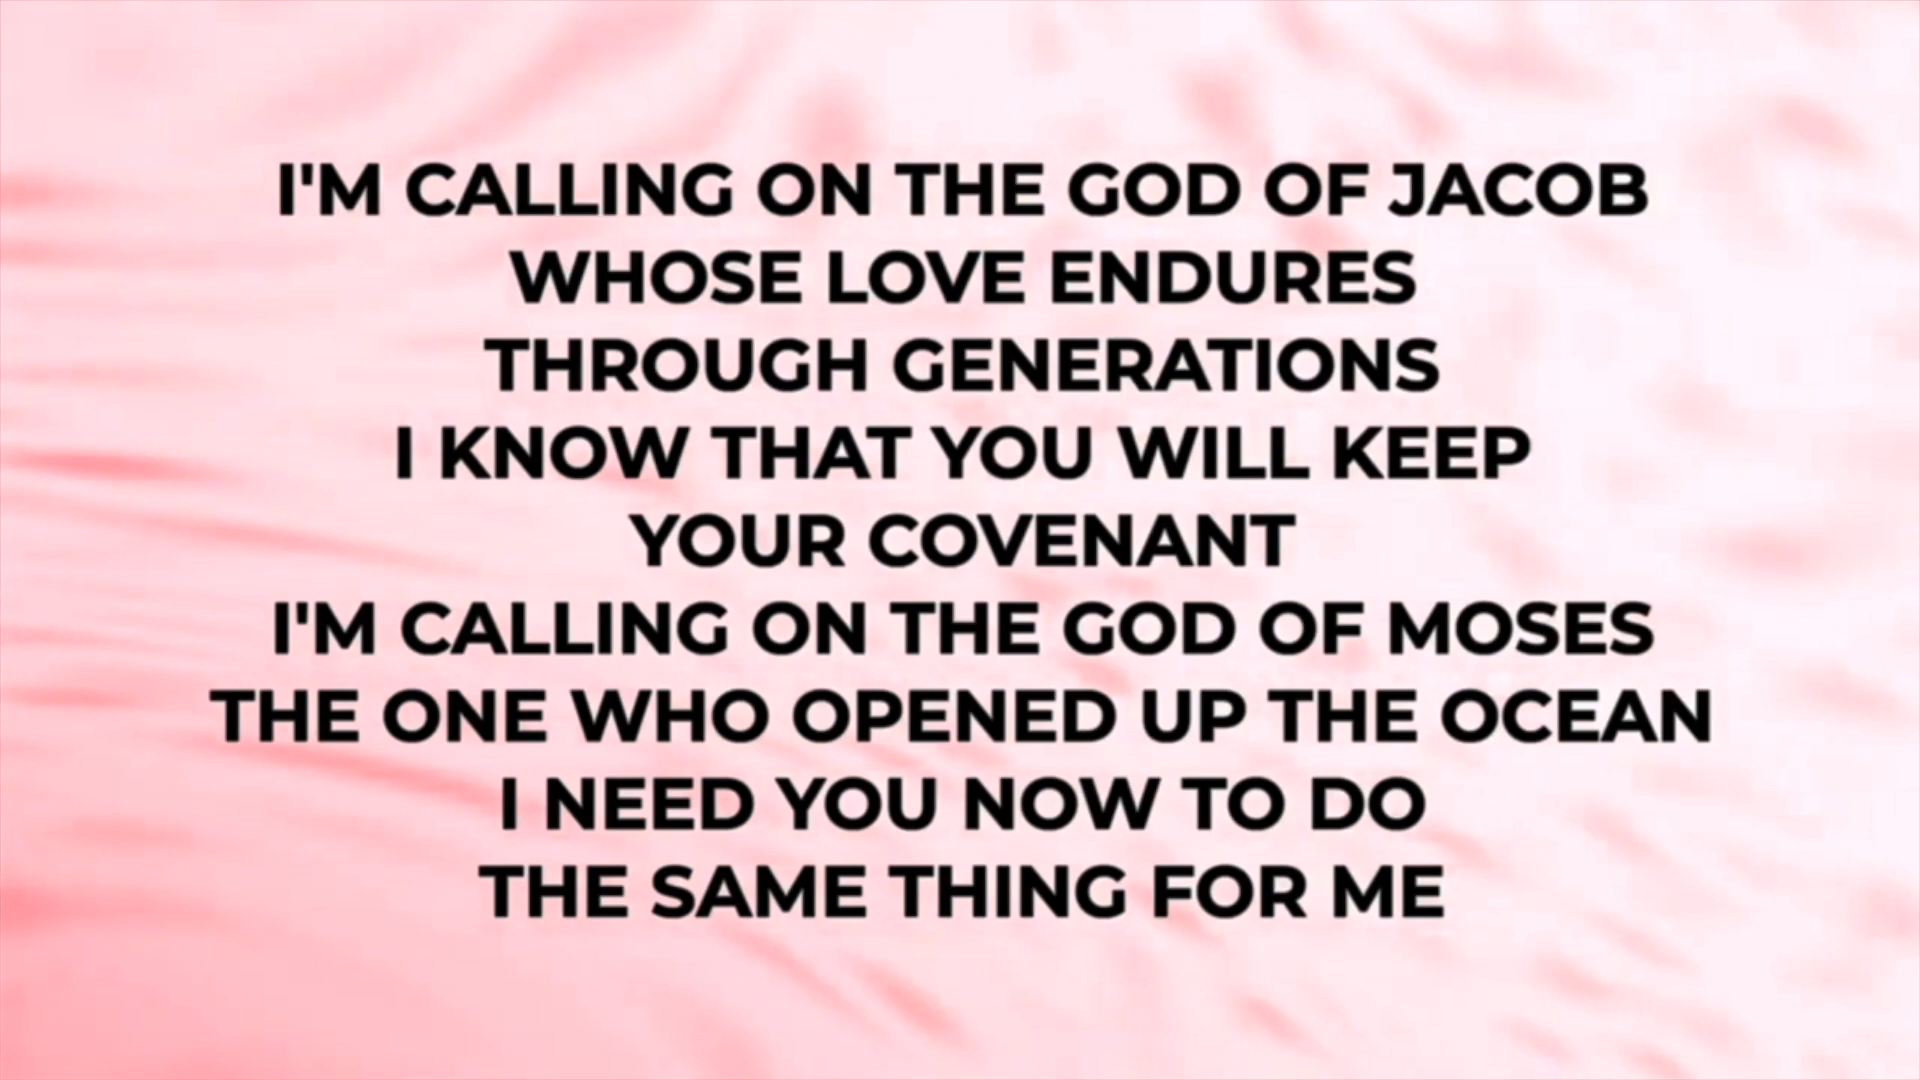 I'M CALLING ON THE GOD OF JACOB
WHOSE LOVE ENDURES
THROUGH GENERATIONS
I KNOW THAT YOU WILL KEEP
YOUR COVENANT
I'M CALLING ON THE GOD OF MOSES
THE ONE WHO OPENED UP THE OCEAN
I NEED YOU NOW TO DO
THE SAME THING FOR ME